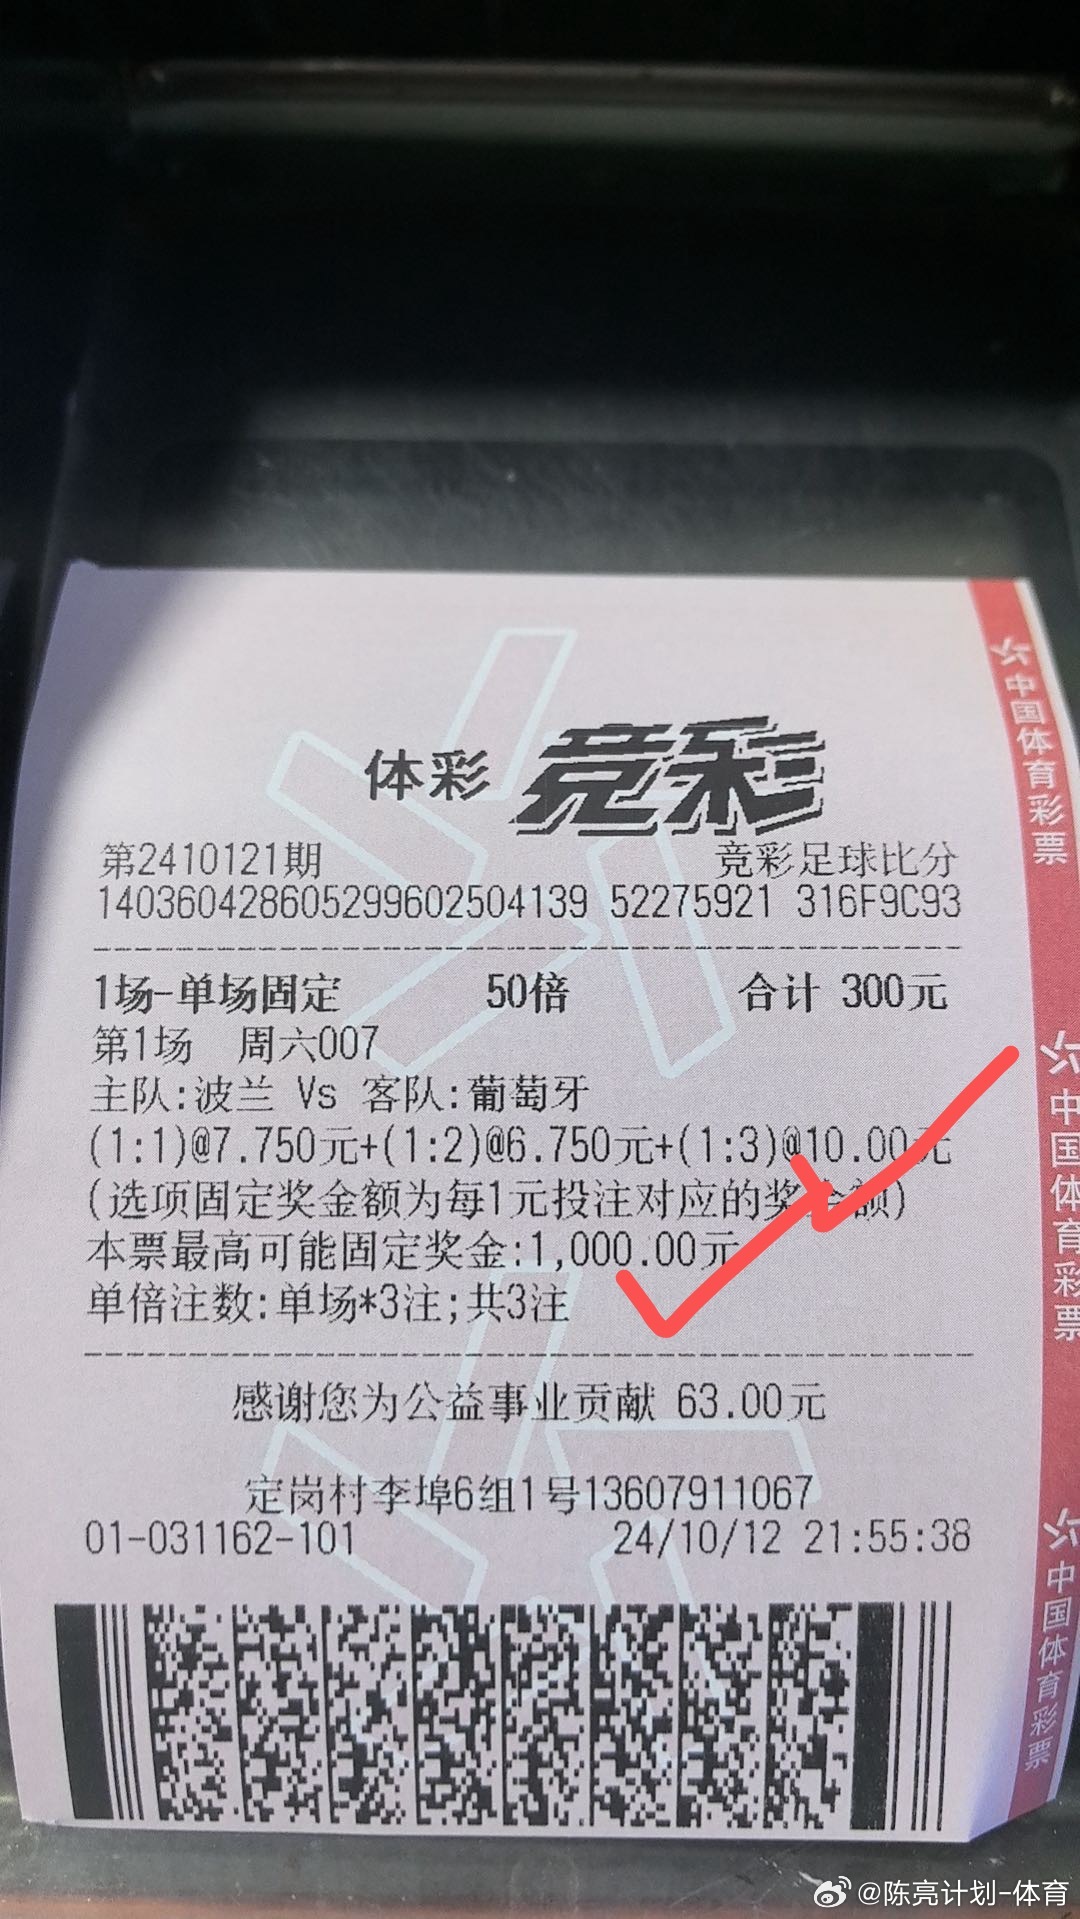 体彩 竞彩
第2410121期 竞彩足球比分
140360428605299602504139 52275921 316F9C93
1场-单场固定 50倍 合计 300元
第1场 周六007
主队:波兰 Vs 客队:葡萄牙
(1:1)@7.750元+(1:2)@6.750元+(1:3)@10.00元
(选项固定奖金额为每1元投注对应的奖金额)
本票最高可能固定奖金:1,000.00元
单倍注数:单场*3注;共3注
感谢您为公益事业贡献 63.00元
定岗村李埠6组1号13607911067
01-031162-101 24/10/12 21:55:38
中国体育彩票
中国体育彩票
中国体育彩票
@陈亮计划-体育